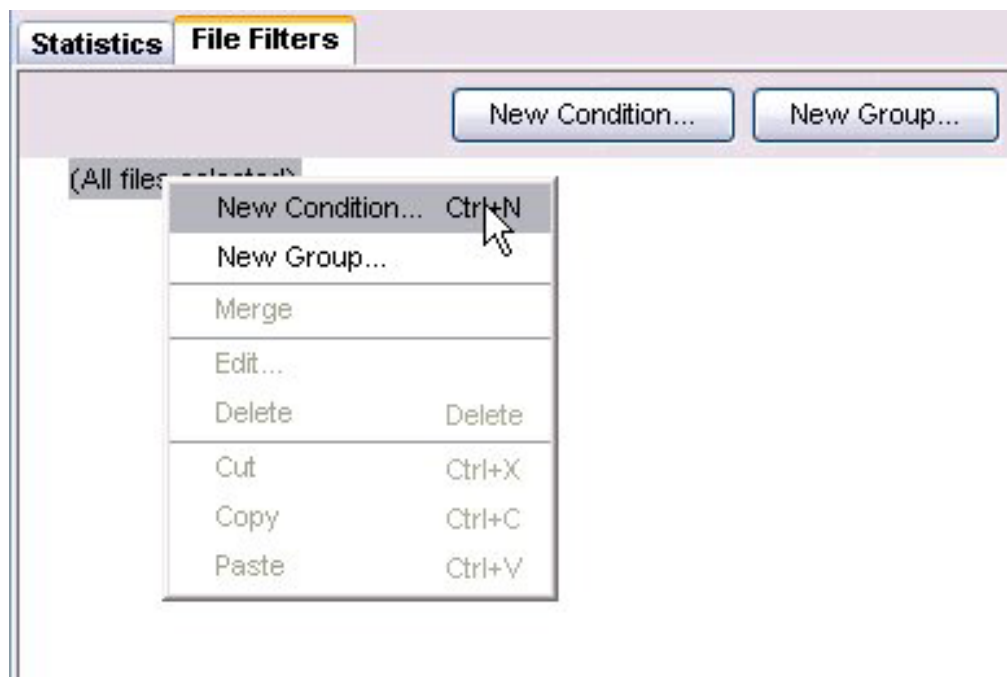 Statistics File Filters
New Condition... New Group...
(All files selected)
New Condition... Ctrl+N
New Group...
Merge
Edit...
Delete Delete
Cut Ctrl+X
Copy Ctrl+C
Paste Ctrl+V